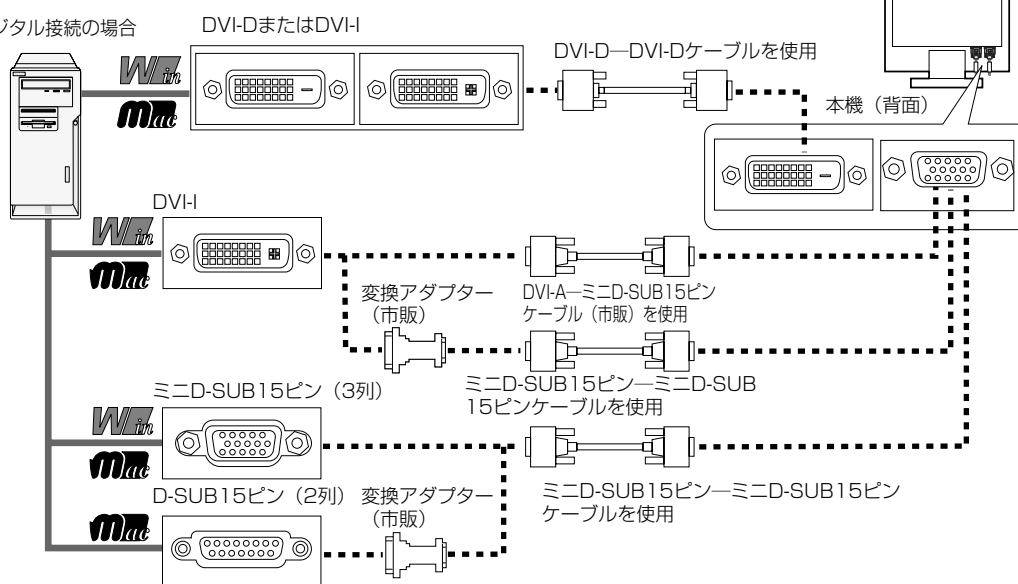 ジタル接続の場合
DVI-DまたはDVI-I
Win
Mac
DVI-D―DVI-Dケーブルを使用
本機（背面）
DVI-I
Win
Mac
変換アダプター
（市販）
DVI-A―ミニD-SUB15ピン
ケーブル（市販）を使用
ミニD-SUB15ピン―ミニD-SUB
15ピンケーブルを使用
ミニD-SUB15ピン（3列）
Win
Mac
D-SUB15ピン（2列）
変換アダプター
（市販）
ミニD-SUB15ピン―ミニD-SUB15ピン
ケーブルを使用
Mac